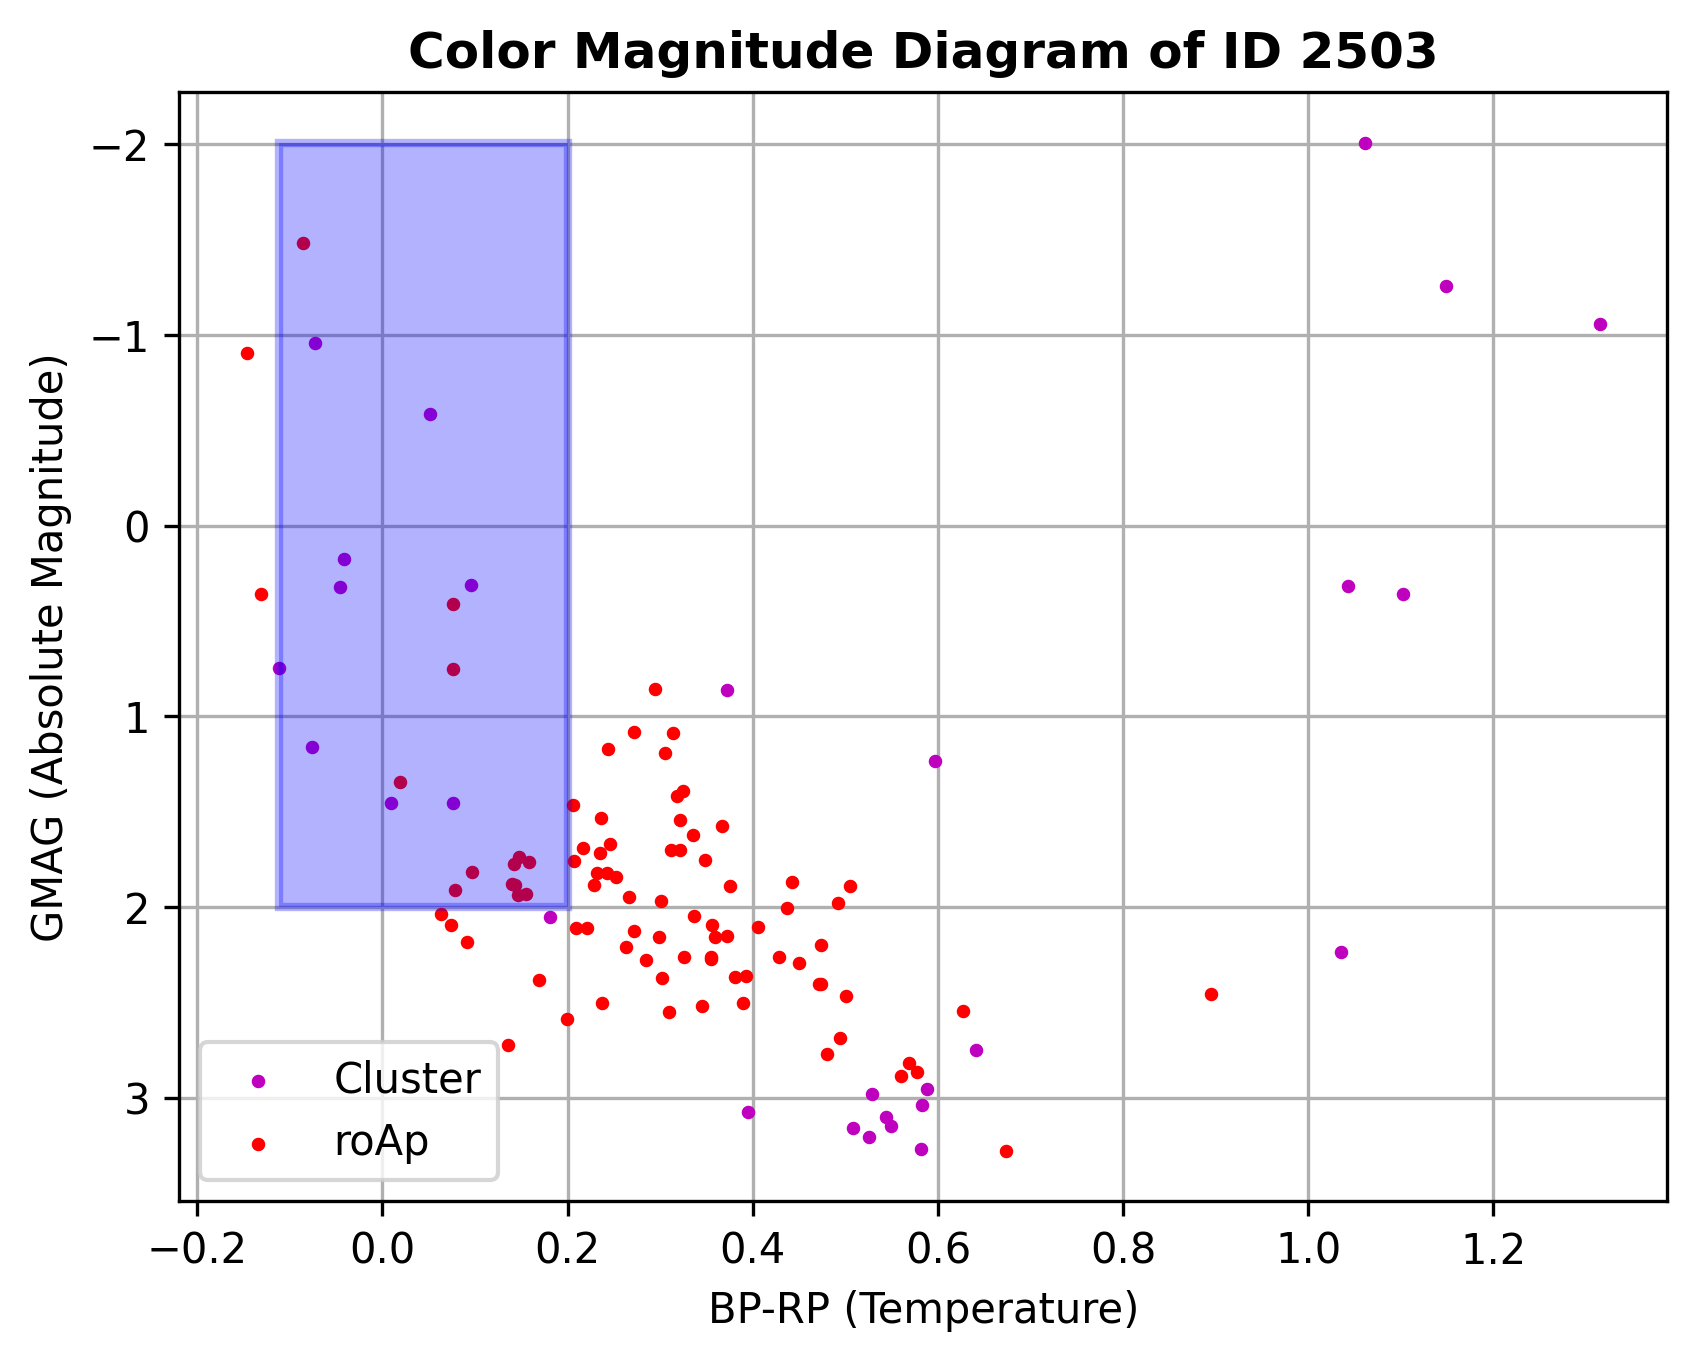 Color Magnitude Diagram of ID 2503
GMAG (Absolute Magnitude)
−2
−1
0
1
2
3
Cluster
roAp
−0.2 0.0 0.2 0.4 0.6 0.8 1.0 1.2
BP-RP (Temperature)